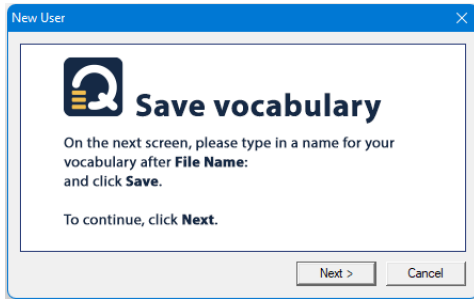 New User
Save vocabulary
On the next screen, please type in a name for your
vocabulary after File Name:
and click Save.
To continue, click Next.
Next >
Cancel